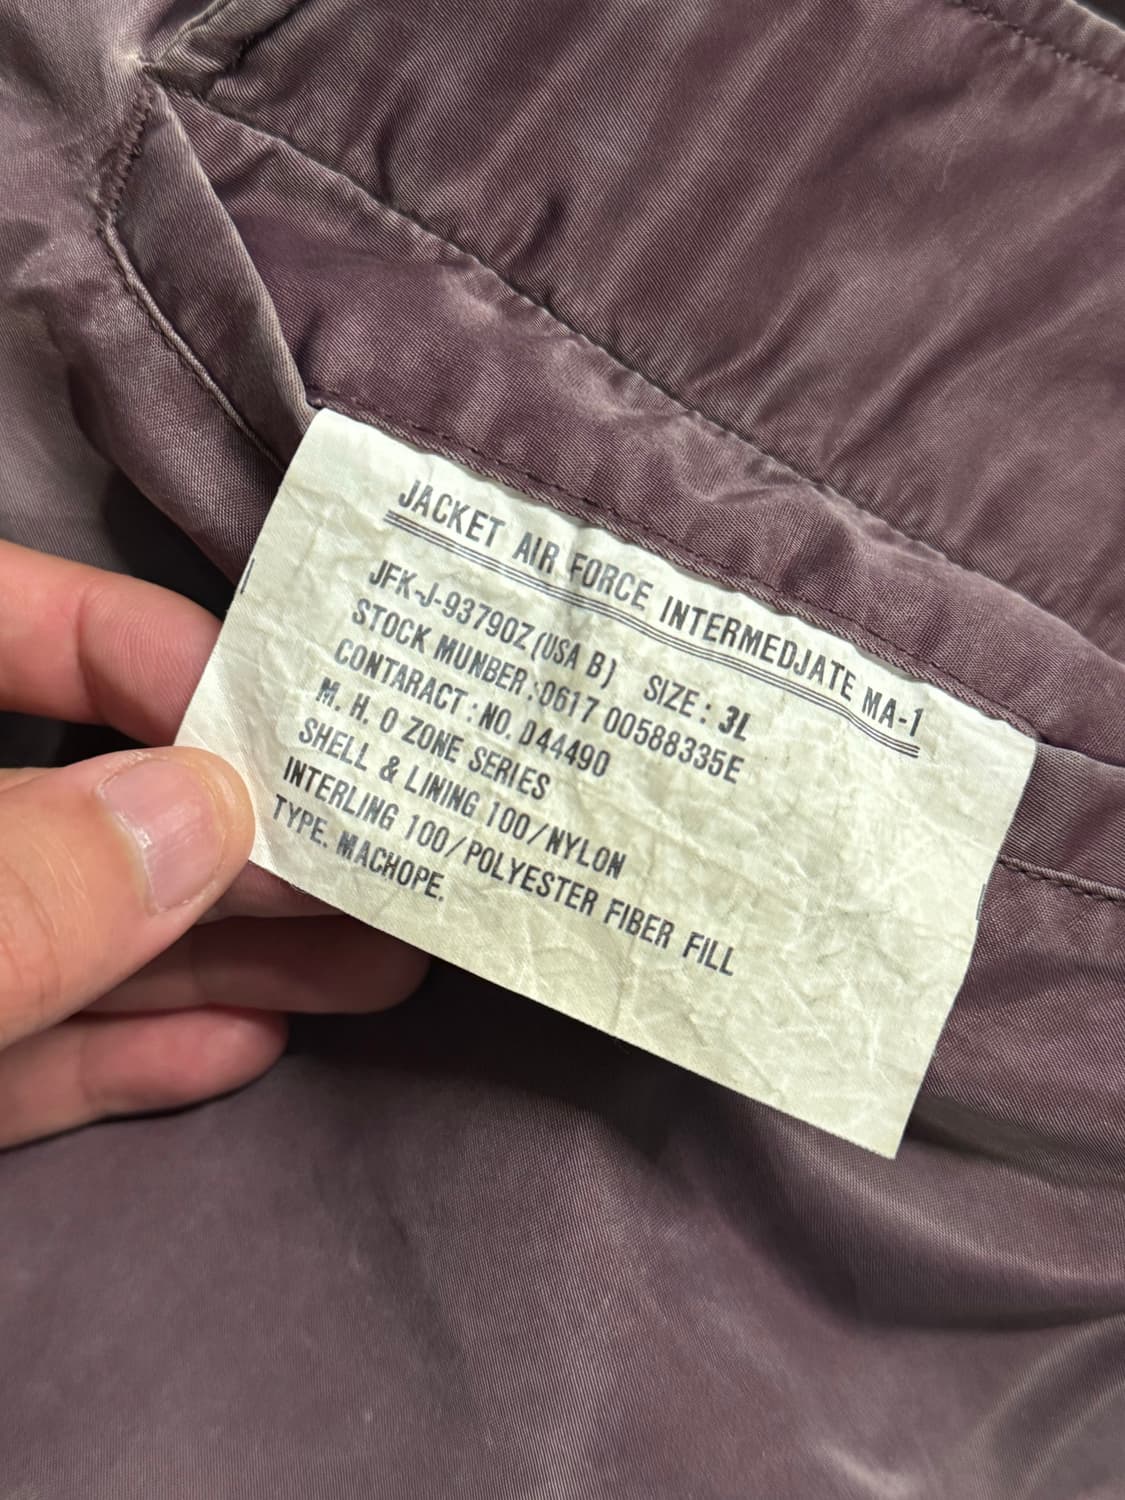 JACKET AIR FORCE INTERMEDJATE MA-1
JFK-J-93790Z (USA B) SIZE: 3L
STOCK MUNBER: 0617 00588335E
CONTARACT: NO. D44490
M. H. O ZONE SERIES
SHELL & LINING 100/NYLON
INTERLING 100/POLYESTER FIBER FILL
TYPE. MACHOPE.